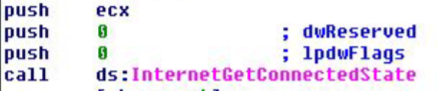 push ecx
push 0 ; dwReserved
push 0 ; lpdwFlags
call ds:InternetGetConnectedState